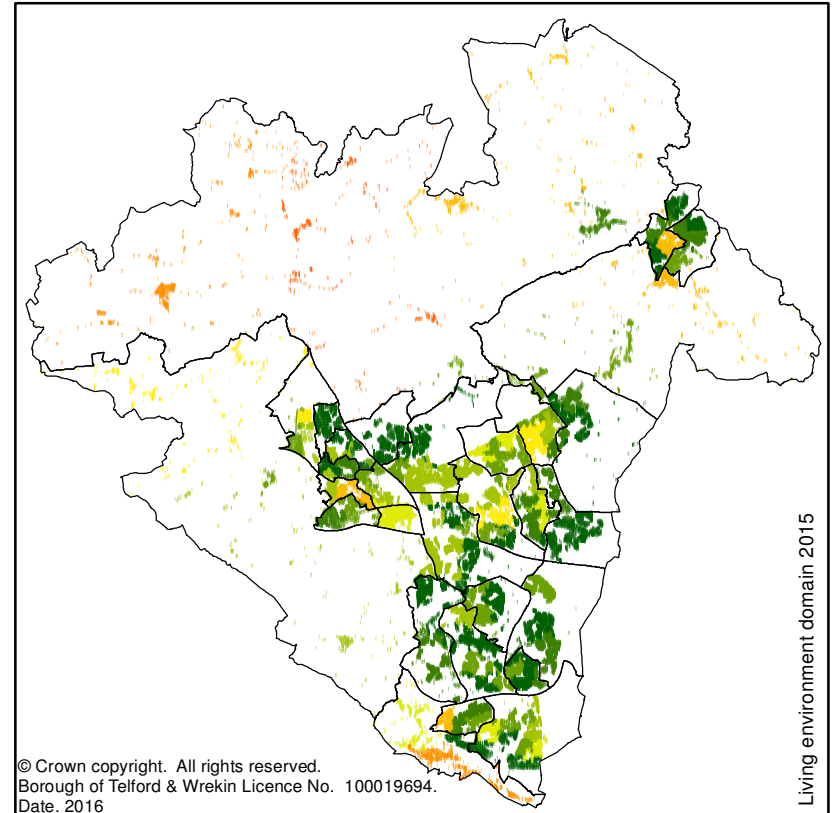 Living environment domain 2015
© Crown copyright.  All rights reserved.
Borough of Telford & Wrekin Licence No.  100019694.
Date. 2016